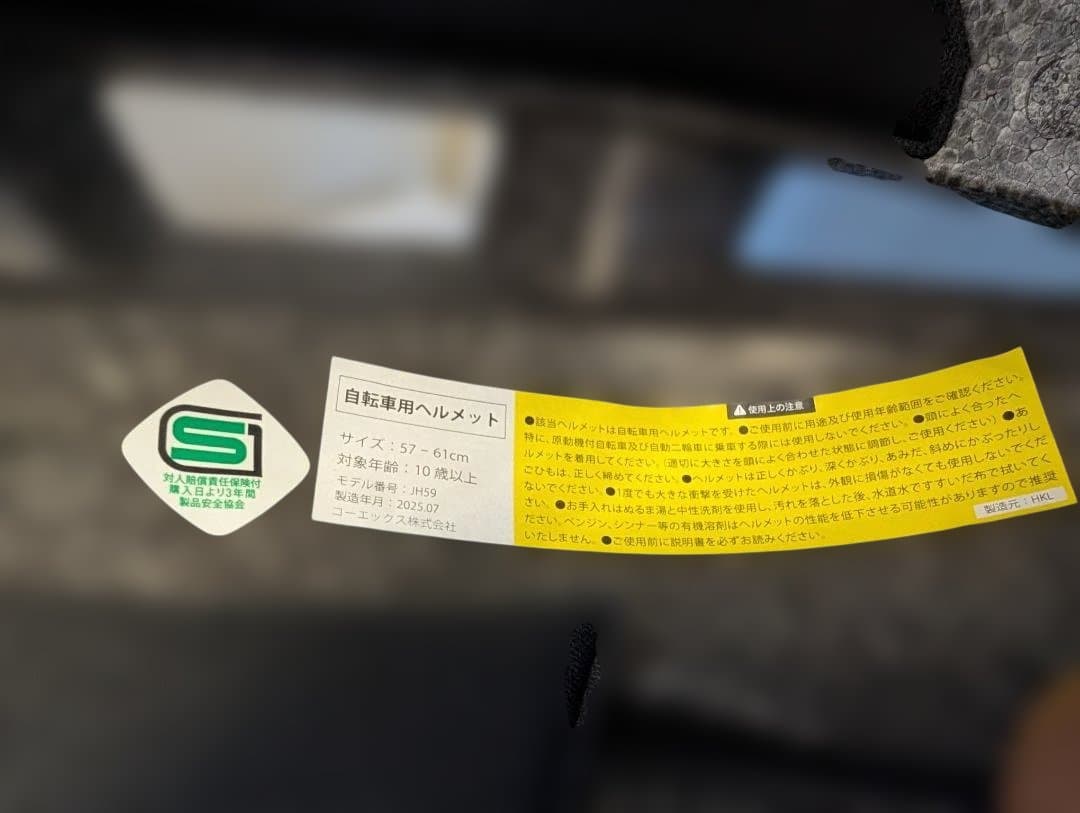 S
対人賠償責任保険付
購入日より3年間
製品安全協会
自転車用ヘルメット
サイズ：57－61cm
対象年齢：10歳以上
モデル番号：JH59
製造年月：2025.07
コーエックス株式会社
使用上の注意
●該当ヘルメットは自転車用ヘルメットです。●ご使用前に用途及び使用年齢範囲をご確認ください。
特に、原動機付自転車及び自動二輪車に乗車する際には使用しないでください。●頭によく合ったヘ
ルメットを着用してください。（適切に大きさを頭によく合わせた状態に調節し、ご使用ください）●あ
ごひもは、正しく締めてください。●ヘルメットは正しくかぶり、深くかぶり、あみだ、斜めにかぶったりし
ないでください。●1度でも大きな衝撃を受けたヘルメットは、外観に損傷がなくても使用しないでくだ
さい。●お手入れはぬるま湯と中性洗剤を使用し、汚れを落とした後、水道水ですすいだ布で拭いてく
ださい。ベンジン、シンナー等の有機溶剤はヘルメットの性能を低下させる可能性がありますので推奨
いたしません。●ご使用前に説明書を必ずお読みください。
製造元：HKL